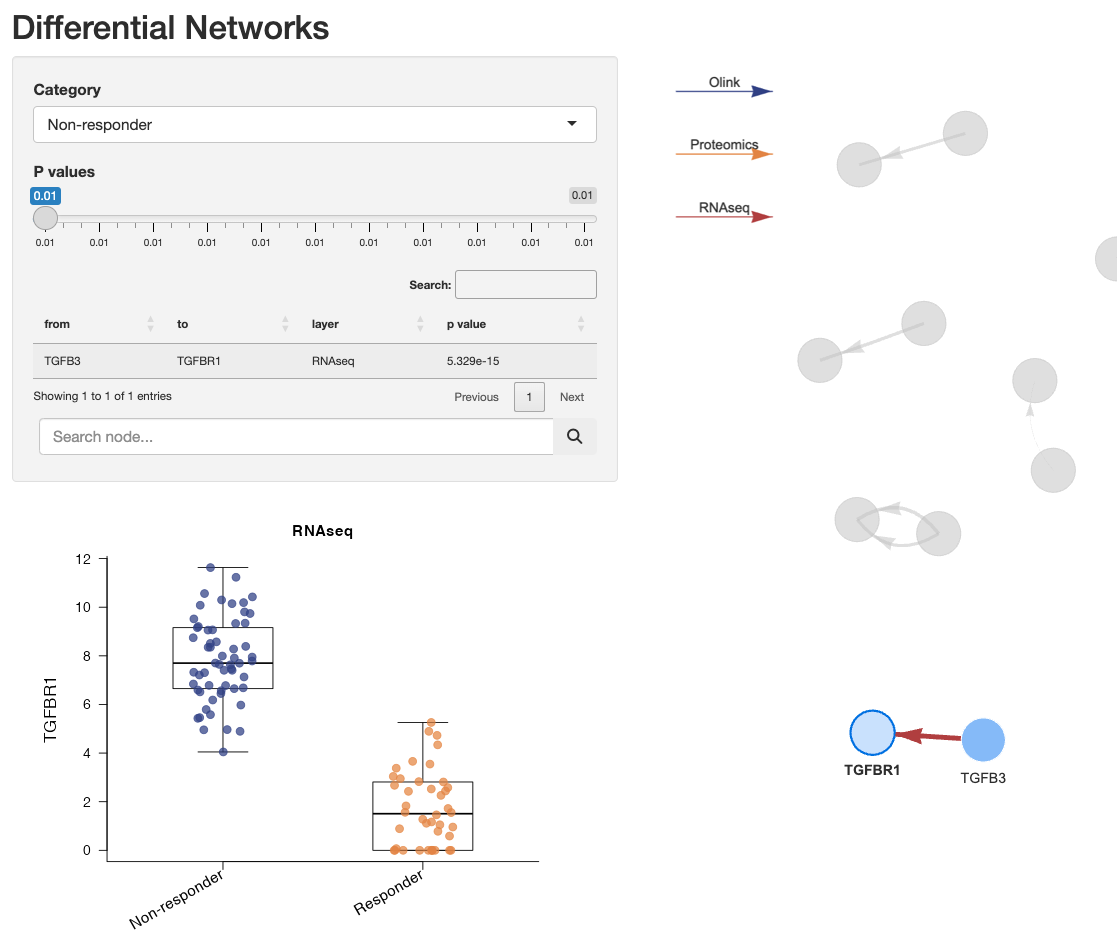 Differential Networks
Category
Non-responder
P values
0.01 0.01
0.01 0.01 0.01 0.01 0.01 0.01 0.01 0.01 0.01 0.01 0.01
Search:
from to layer p value
TGFB3 TGFBR1 RNAseq 5.329e-15
Showing 1 to 1 of 1 entries Previous 1 Next
Search node...
Olink
Proteomics
RNAseq
RNAseq
12
10
8
6
4
2
0
TGFBR1
Non-responder
Responder
TGFBR1
TGFB3